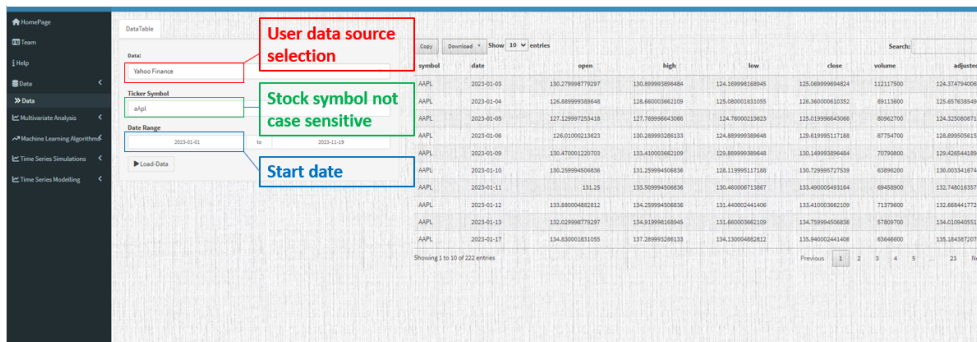 HomePage
Team
Help
Data
Data
Multivariate Analysis
Machine Learning Algorithms
Time Series Simulations
Time Series Modelling
DataTable
Data:
Yahoo Finance
Ticker Symbol
aApl
Date Range
2023-01-01 to 2023-11-19
Load-Data
User data source
selection
Stock symbol not
case sensitive
Start date
Copy Download Show 10 entries Search:
symbol date open high low close volume adjusted
AAPL 2023-01-03 130.279998779297 130.899993896484 124.169998168945 125.069999694824 112117500 124.374794006
AAPL 2023-01-04 126.889999389648 128.660003662109 125.080001831055 126.360000610352 89113600 125.657638549
AAPL 2023-01-05 127.129997253418 127.769996643066 124.76000213623 125.019996643066 80962700
AAPL 2023-01-06 126.01000213623 130.289993286133 124.889999389648 129.619995117188 87754700 128.899505615
AAPL 2023-01-09 130.470001220703 133.410003662109 129.889999389648 130.149993896484 70790800
AAPL 2023-01-10 130.259994506836 131.259994506836 128.119995117188 130.729995727539 63896200
AAPL 2023-01-11 131.25 133.509994506836 130.460006713867 133.490005493164 69458900
AAPL 2023-01-12 133.880004882812 134.259994506836 131.440002441406 133.410003662109 71379600
AAPL 2023-01-13 132.029998779297 134.919998168945 131.660003662109 134.759994506836 57809700 134.010940551
AAPL 2023-01-17 134.830001831055 137.289993286133 134.130004882812 135.940002441406 63646600 135.184387207
Showing 1 to 10 of 222 entries Previous 1 2 3 4 5 … 23